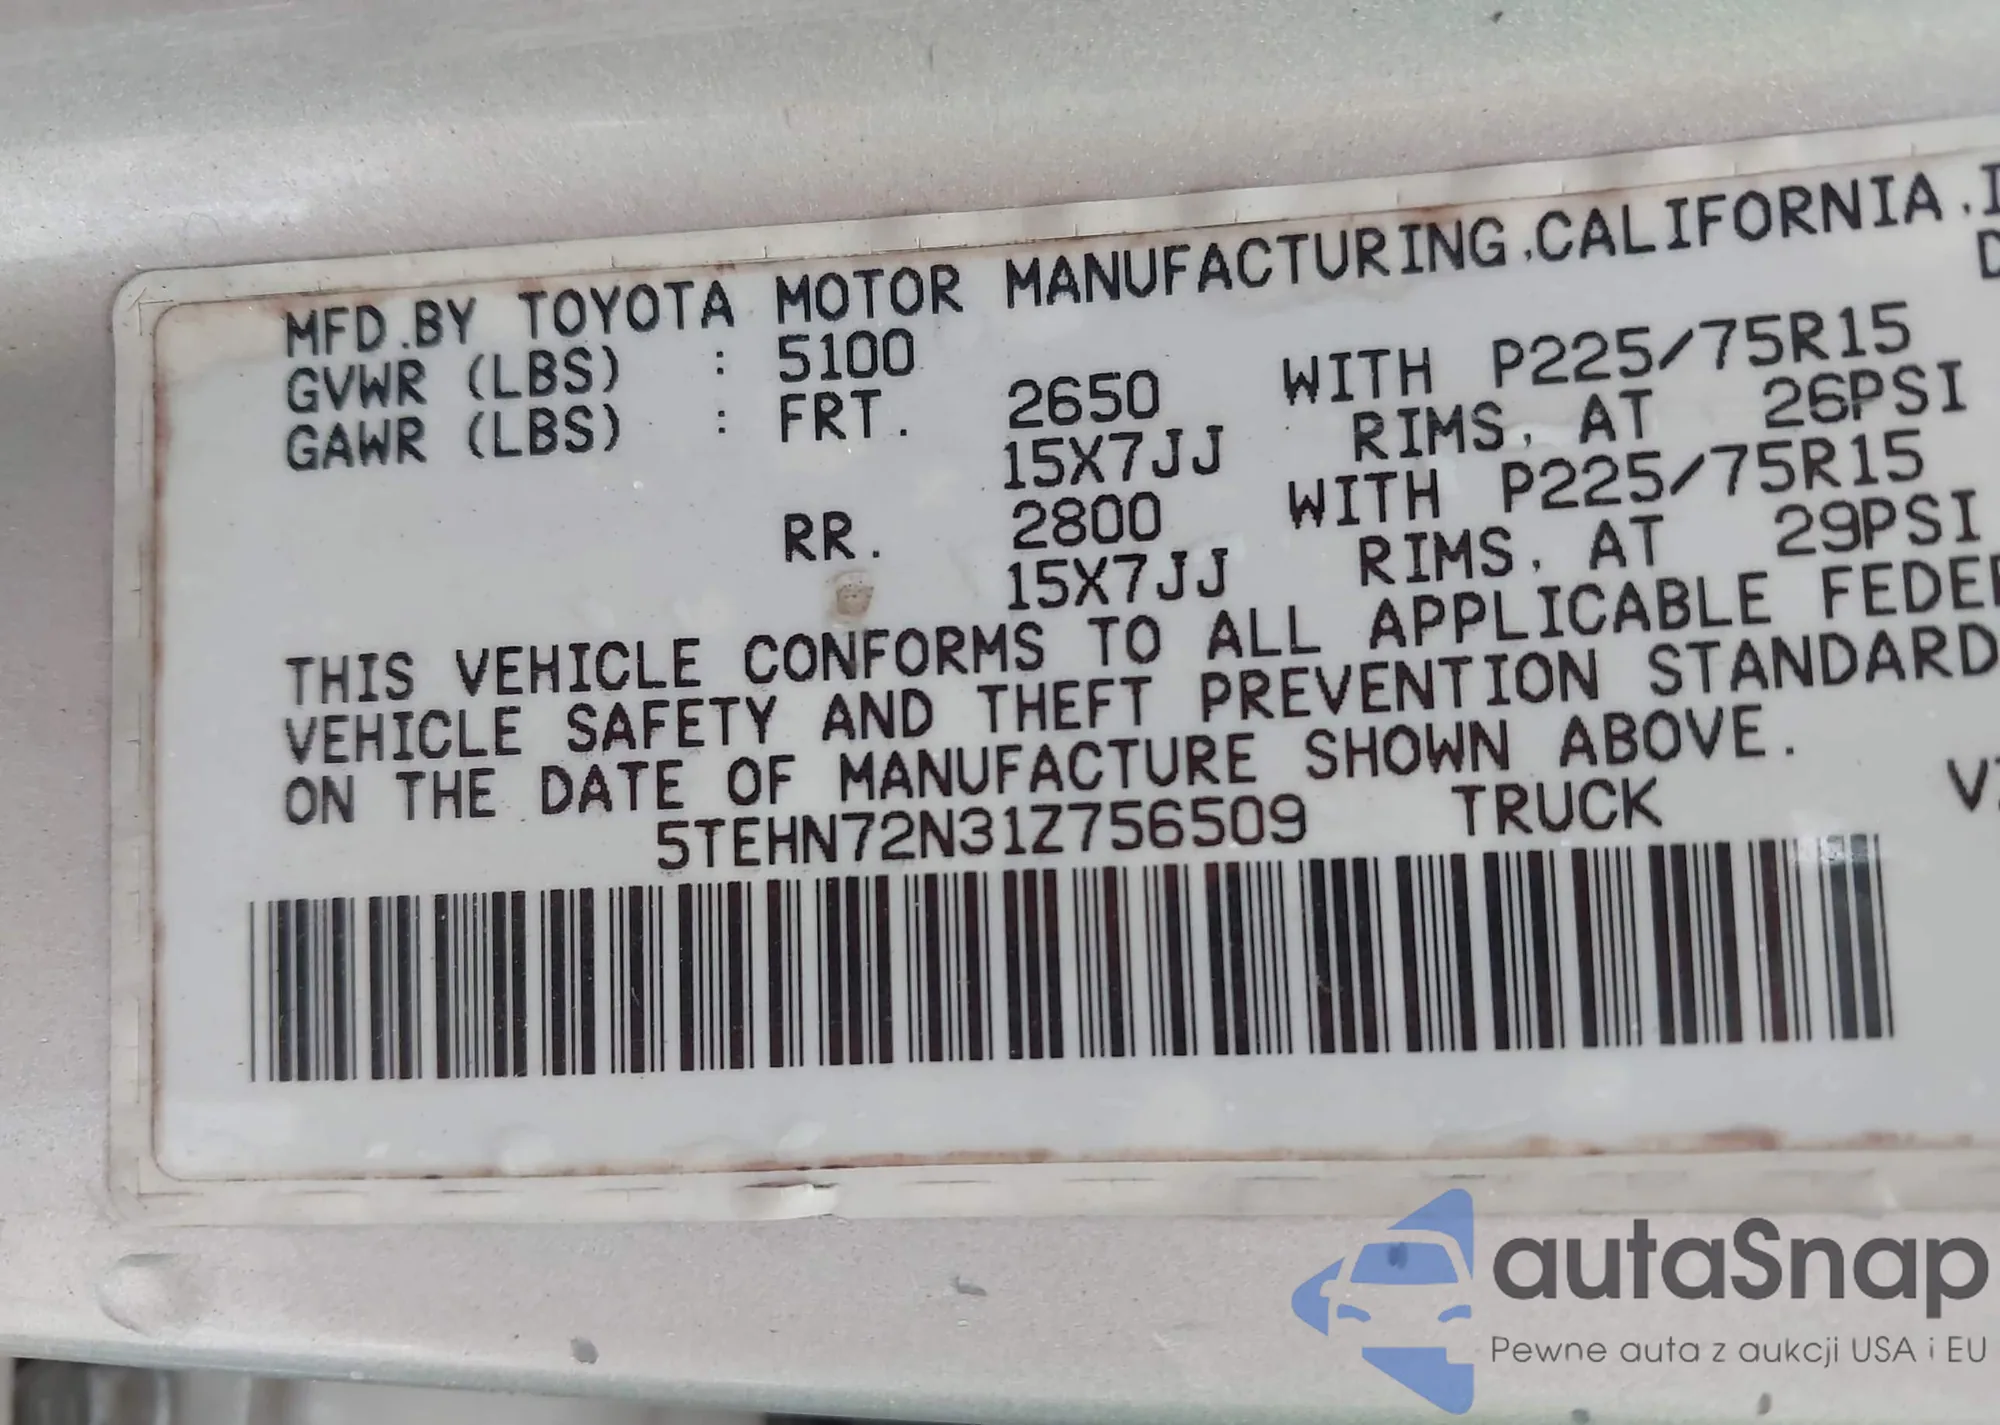 MFD.BY TOYOTA MOTOR MANUFACTURING,CALIFORNIA.I
D
GVWR (LBS) : 5100
GAWR (LBS) : FRT. 2650 WITH P225/75R15
15X7JJ RIMS, AT 26PSI
RR. 2800 WITH P225/75R15
15X7JJ RIMS, AT 29PSI
THIS VEHICLE CONFORMS TO ALL APPLICABLE FEDER
VEHICLE SAFETY AND THEFT PREVENTION STANDARD
ON THE DATE OF MANUFACTURE SHOWN ABOVE.
5TEHN72N31Z756509 TRUCK V
autaSnap
Pewne auta z aukcji USA i EU